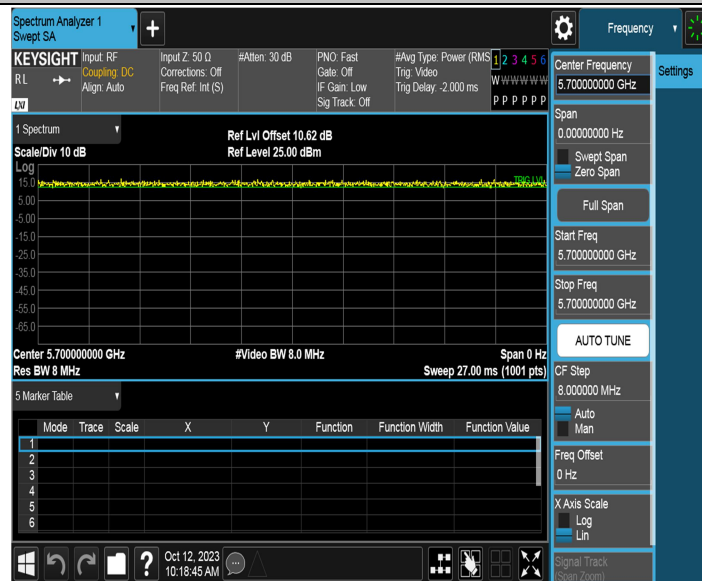 Spectrum Analyzer 1
Swept SA
+
Frequency
KEYSIGHT
Input: RF
Coupling: DC
Align: Auto
Input Z: 50 Ω
Corrections: Off
Freq Ref: Int (S)
#Atten: 30 dB
PNO: Fast
Gate: Off
IF Gain: Low
Sig Track: Off
#Avg Type: Power (RMS
Trig: Video
Trig Delay: -2.000 ms
1 2 3 4 5 6
W W W W W W
P P P P P P
R L
LXI
Center Frequency
5.700000000 GHz
Settings
Span
0.00000000 Hz
Swept Span
Zero Span
Full Span
Start Freq
5.700000000 GHz
Stop Freq
5.700000000 GHz
AUTO TUNE
CF Step
8.000000 MHz
Auto
Man
Freq Offset
0 Hz
X Axis Scale
Log
Lin
Signal Track
(Span Zoom)
1 Spectrum
Scale/Div 10 dB
Ref Lvl Offset 10.62 dB
Ref Level 25.00 dBm
Log
15.0
TRIG LVL
5.00
-5.00
-15.0
-25.0
-35.0
-45.0
-55.0
-65.0
Center 5.700000000 GHz
#Video BW 8.0 MHz
Span 0 Hz
Res BW 8 MHz
Sweep 27.00 ms (1001 pts)
5 Marker Table
Mode Trace Scale X Y Function Function Width Function Value
1
2
3
4
5
6
?
Oct 12, 2023
10:18:45 AM